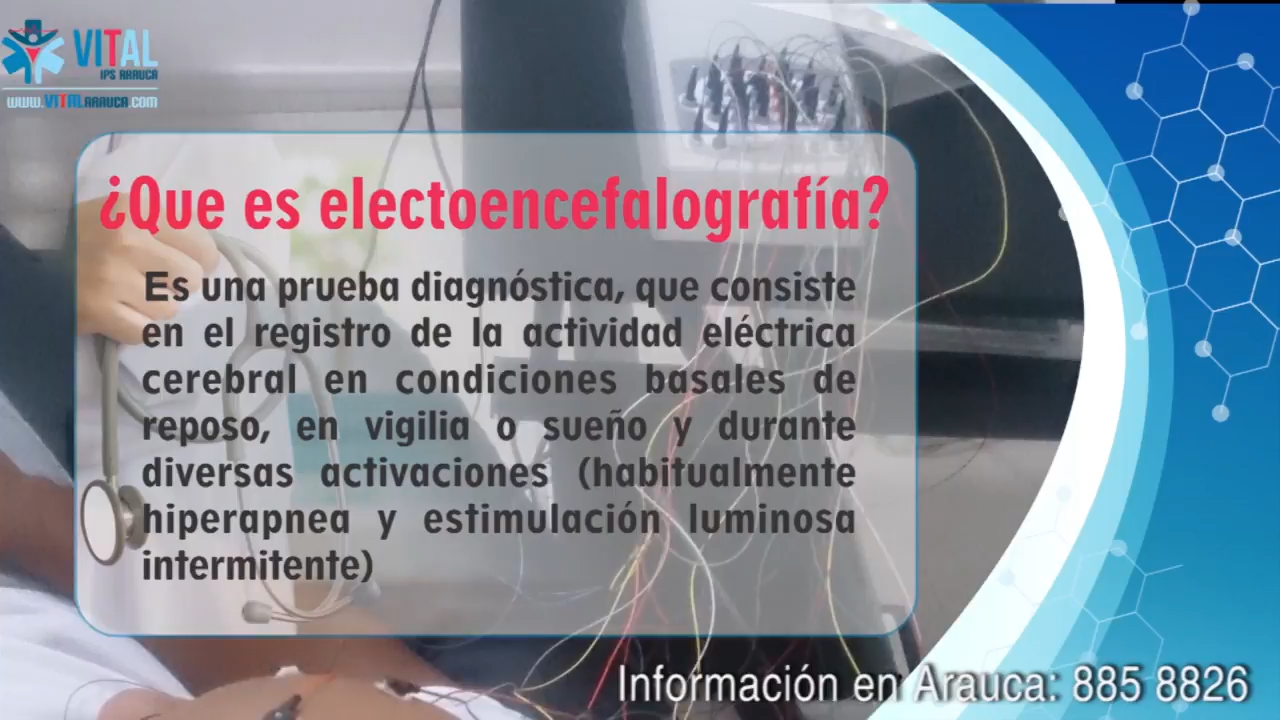 VITAL
IPS ARAUCA
www.VITALARAUCA.COM
¿Que es electoencefalografía?
Es una prueba diagnóstica, que consiste
en el registro de la actividad eléctrica
cerebral en condiciones basales de
reposo, en vigilia o sueño y durante
diversas activaciones (habitualmente
hiperapnea y estimulación luminosa
intermitente)
Información en Arauca: 885 8826